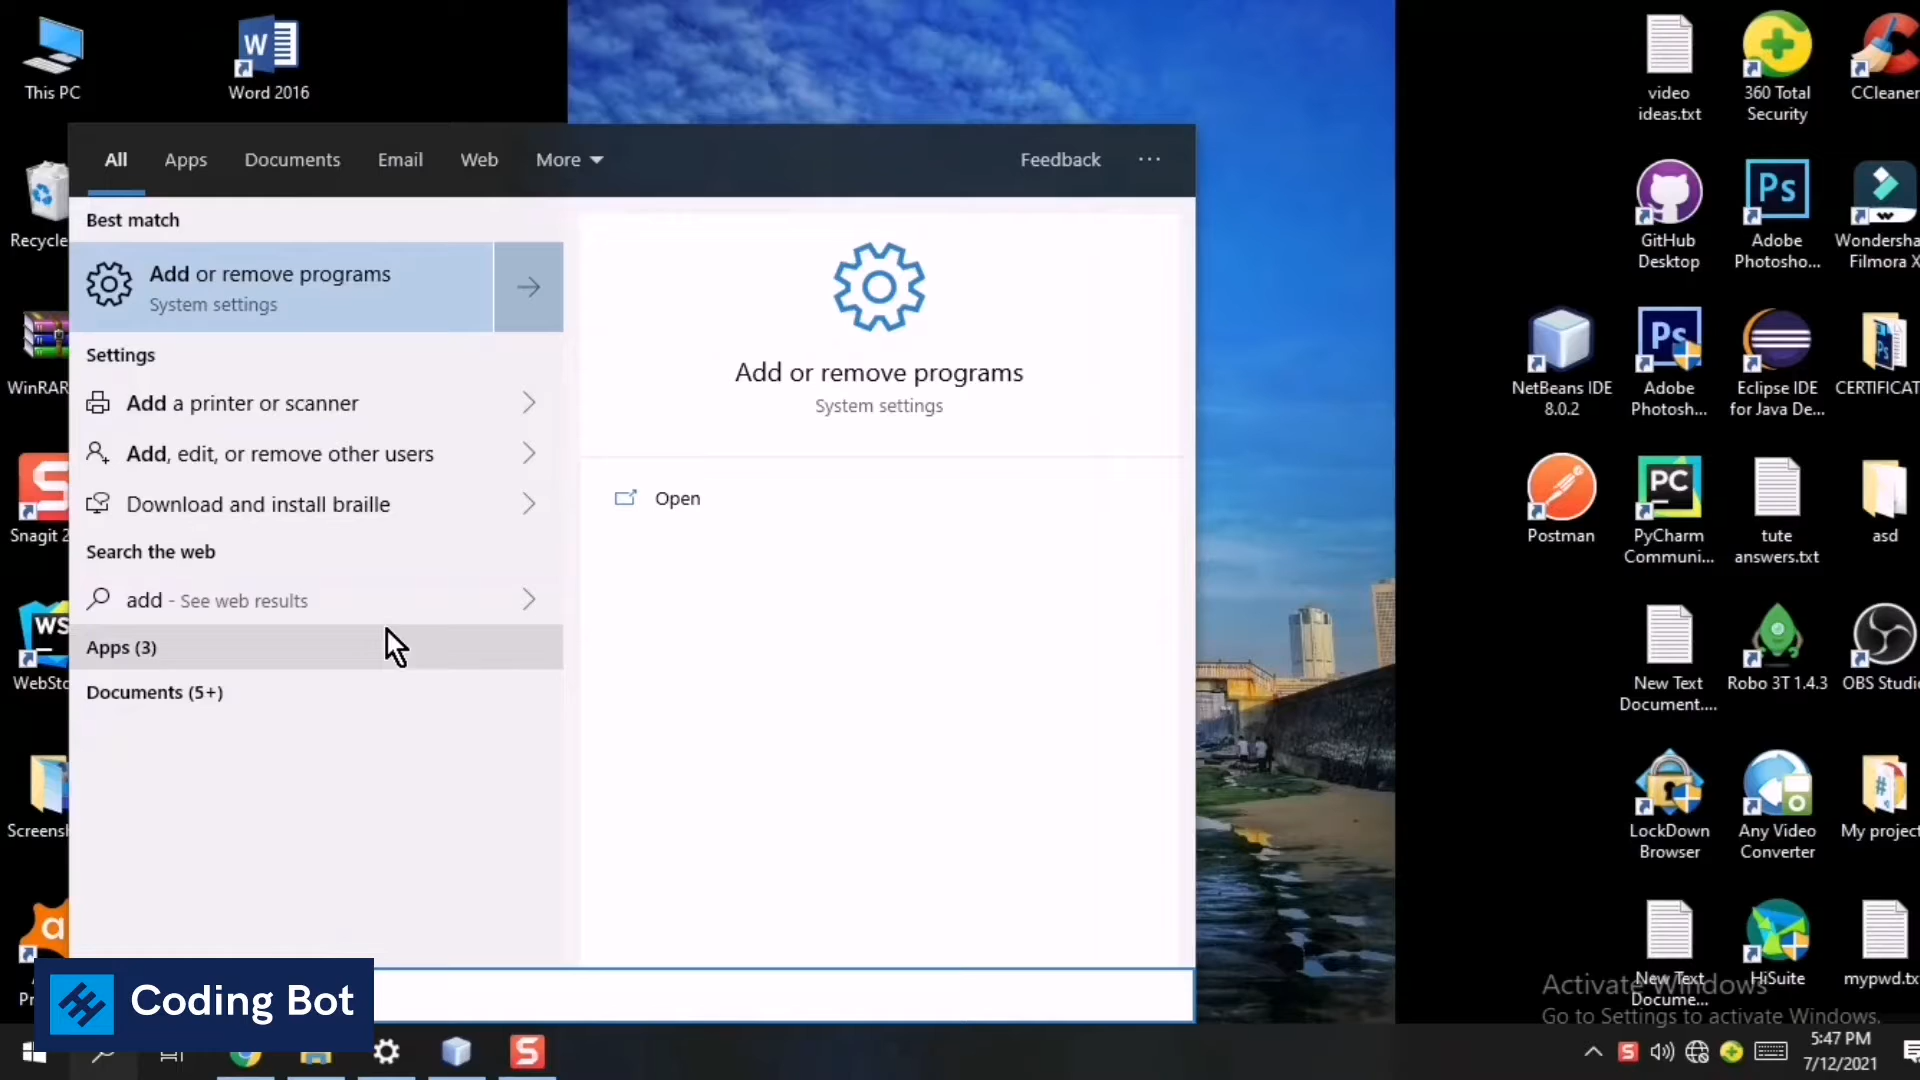 This PC
Word 2016
Recycle
WinRAR
Snagit 2
WS
WebSto
Screensh
a
All
Apps
Documents
Email
Web
More
Feedback
Best match
Add or remove programs
System settings
Settings
Add a printer or scanner
Add, edit, or remove other users
Download and install braille
Search the web
add - See web results
Apps (3)
Documents (5+)
Add or remove programs
System settings
Open
video
ideas.txt
360 Total
Security
CCleaner
GitHub
Desktop
Ps
Adobe
Photosho...
Wondersha
Filmora X
NetBeans IDE
8.0.2
Ps
Adobe
Photosh...
Eclipse IDE
for Java De...
CERTIFICAT
Postman
PC
PyCharm
Communi...
tute
answers.txt
asd
New Text
Document....
Robo 3T 1.4.3
OBS Studio
LockDown
Browser
Any Video
Converter
My project
New Text
Docume...
HiSuite
mypwd.tx
Activate Windows
Go to Settings to activate Windows.
Coding Bot
5:47 PM
7/12/2021